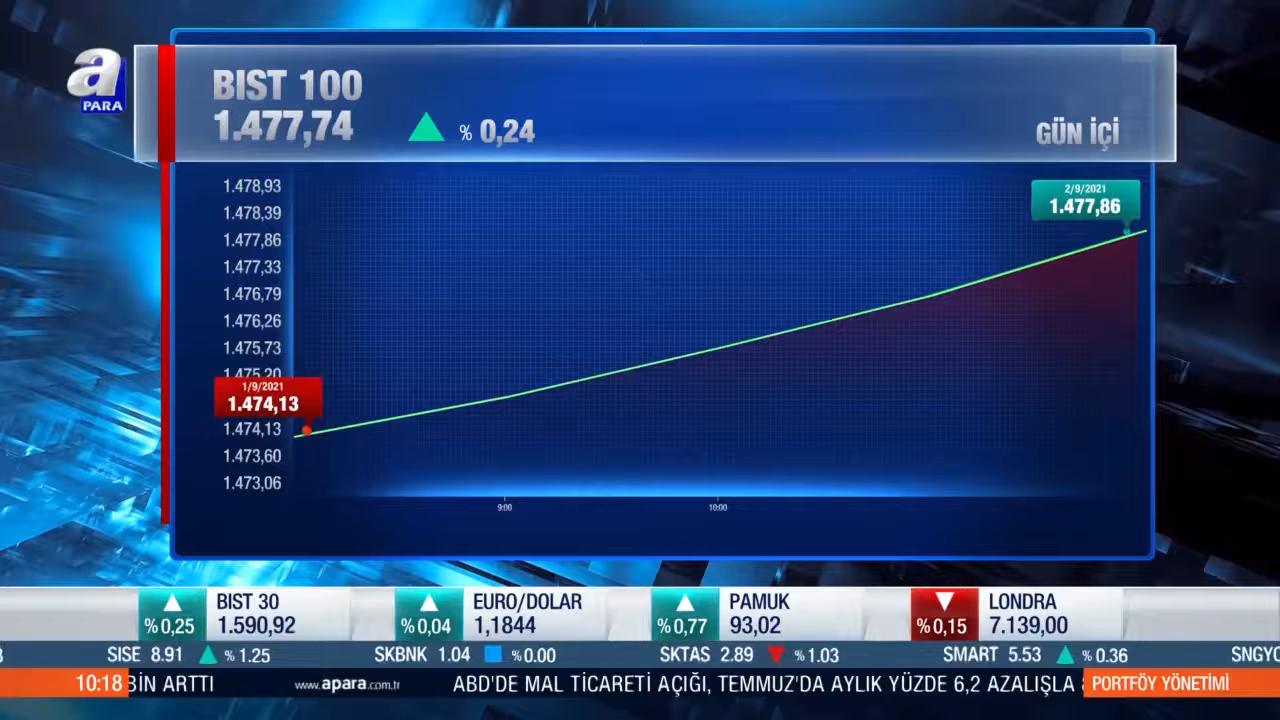 a
PARA
BIST 100
1.477,74
% 0,24
GÜN İÇİ
1.478,93
1.478,39
1.477,86
1.477,33
1.476,79
1.476,26
1.475,73
1.475,20
1.474,13
1.473,60
1.473,06
1/9/2021
1.474,13
2/9/2021
1.477,86
9:00
10:00
%0,25
BIST 30
1.590,92
%0,04
EURO/DOLAR
1,1844
%0,77
PAMUK
93,02
%0,15
LONDRA
7.139,00
SISE 8.91 % 1.25 SKBNK 1.04 %0.00 SKTAS 2.89 %1.03 SMART 5.53 % 0.36
10:18 BİN ARTTI www.apara.com.tr ABD'DE MAL TİCARETİ AÇIĞI, TEMMUZ'DA AYLIK YÜZDE 6,2 AZALIŞLA PORTFÖY YÖNETİMİ